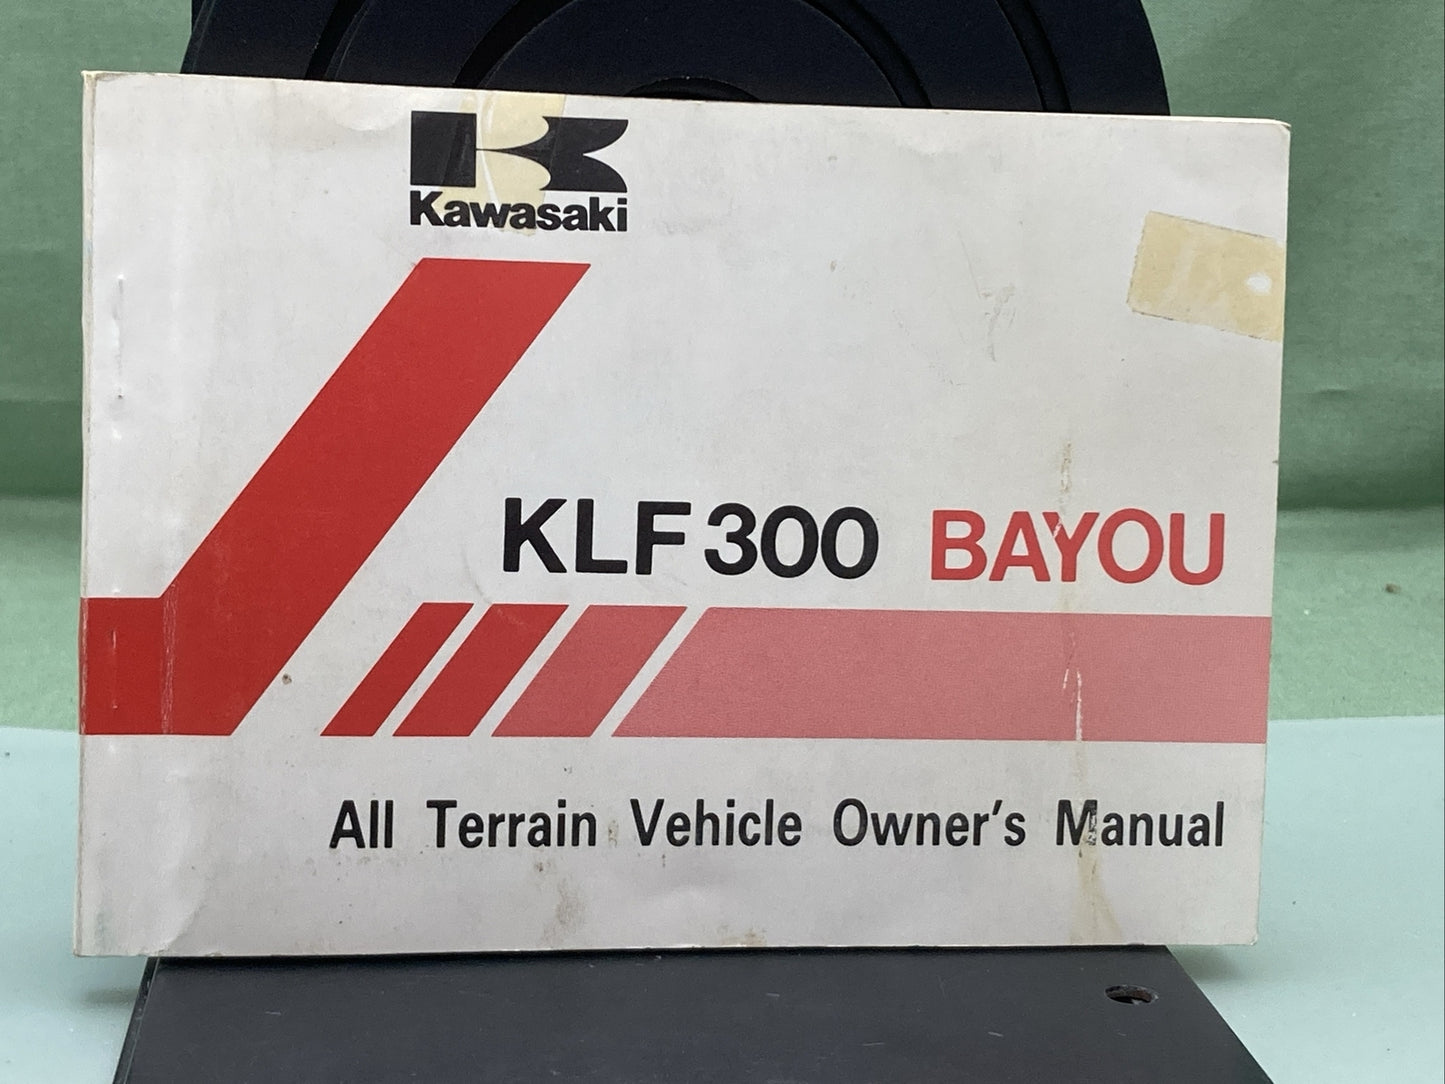 Kawasaki
KLF300 BAYOU
All Terrain Vehicle Owner's Manual